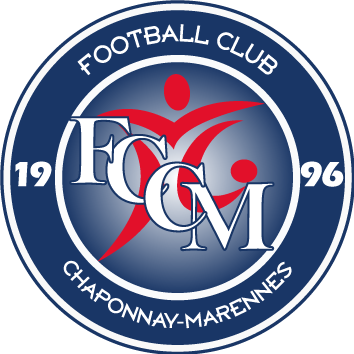 FOOTBALL CLUB
19 96
FCCM
CHAPONNAY-MARENNES